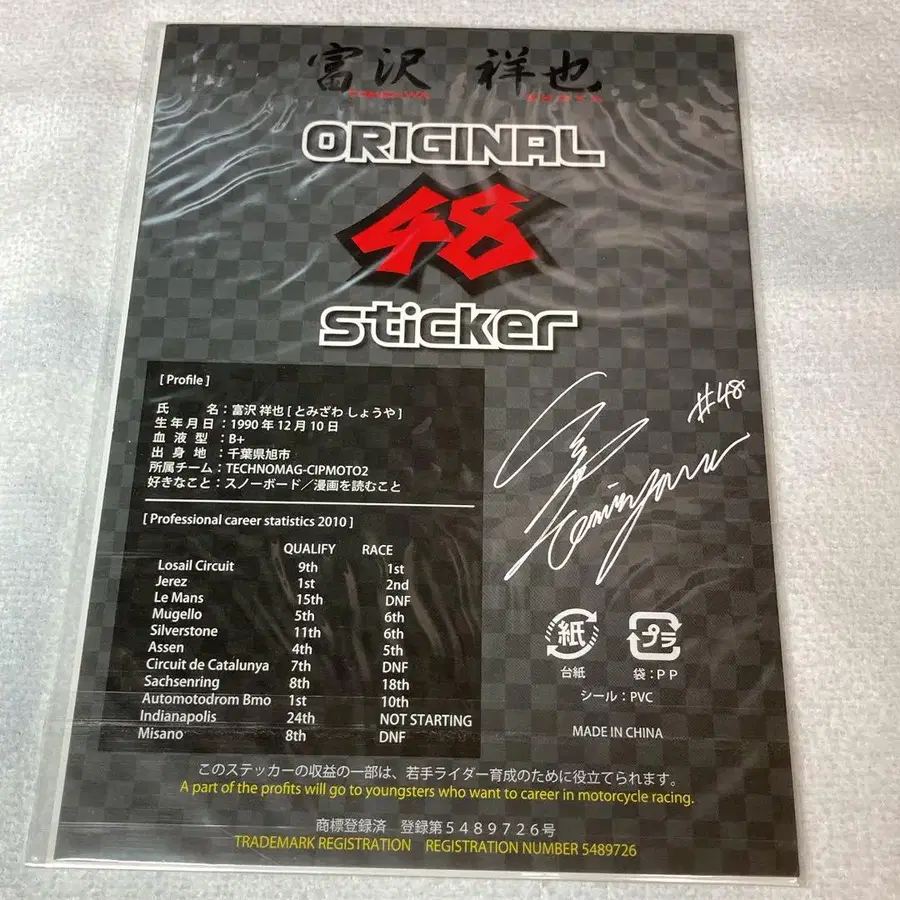 富沢 祥也
TOMIZAWA SHOYA
ORIGINAL
48
sticker
[ Profile ]
氏 名:富沢 祥也 [ とみざわ しょうや ]
生年月日:1990 年 12 月 10 日
血液型:B+
出身地:千葉県旭市
所属チーム:TECHNOMAG-CIPMOTO2
好きなこと:スノーボード/漫画を読むこと
[ Professional career statistics 2010 ]
QUALIFY RACE
Losail Circuit 9th 1st
Jerez 1st 2nd
Le Mans 15th DNF
Mugello 5th 6th
Silverstone 11th 6th
Assen 4th 5th
Circuit de Catalunya 7th DNF
Sachsenring 8th 18th
Automotodrom Bmo 1st 10th
Indianapolis 24th NOT STARTING
Misano 8th DNF
#48
紙
台紙
プラ
袋:PP
シール:PVC
MADE IN CHINA
このステッカーの収益の一部は、若手ライダー育成のために役立てられます。
A part of the profits will go to youngsters who want to career in motorcycle racing.
商標登録済 登録第5489726号
TRADEMARK REGISTRATION REGISTRATION NUMBER 5489726